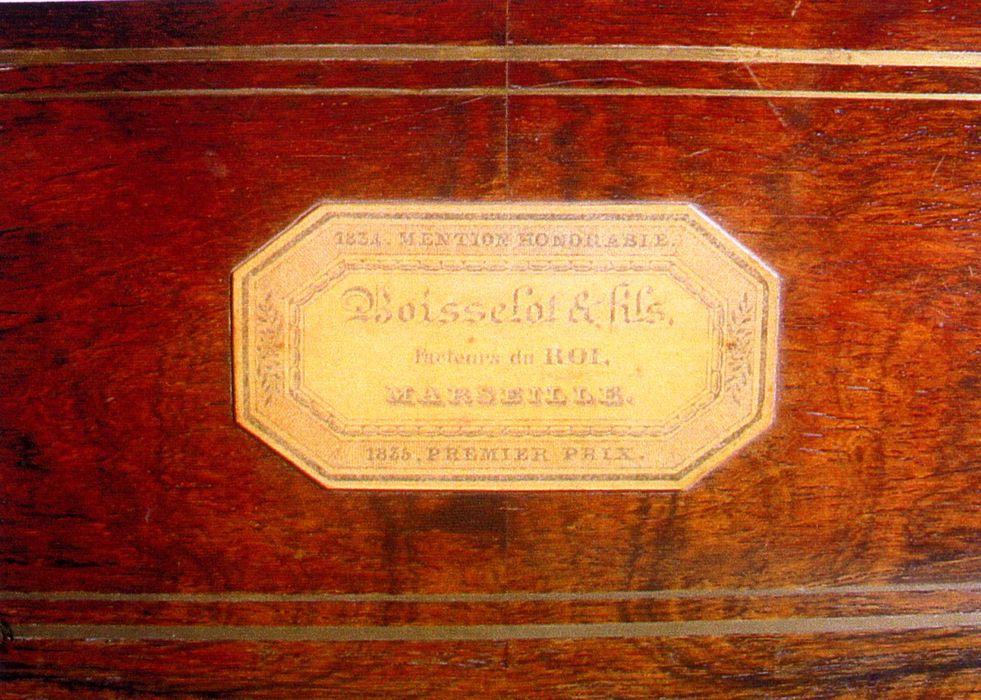 1834. MENTION HONORABLE.
Boisselot & fils,
Facteurs du ROI,
MARSEILLE.
1835, PREMIER PRIX.